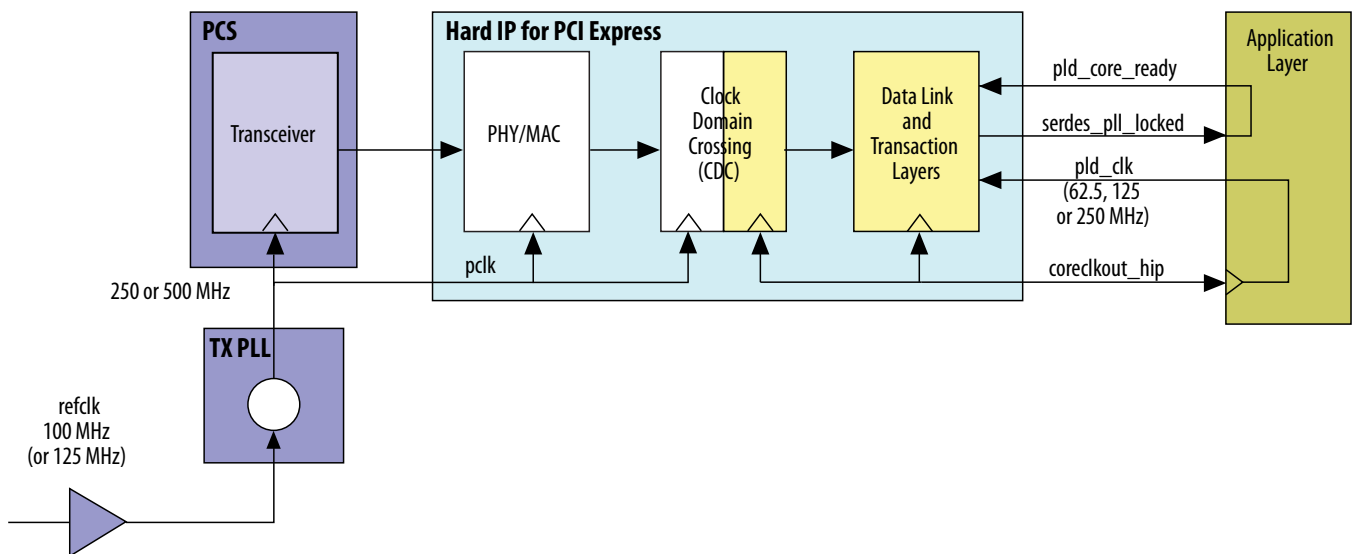 PCS
Transceiver
Hard IP for PCI Express
PHY/MAC
Clock
Domain
Crossing
(CDC)
Data Link
and
Transaction
Layers
Application
Layer
pld_core_ready
serdes_pll_locked
pld_clk
(62.5, 125
or 250 MHz)
coreclkout_hip
pclk
250 or 500 MHz
TX PLL
refclk
100 MHz
(or 125 MHz)